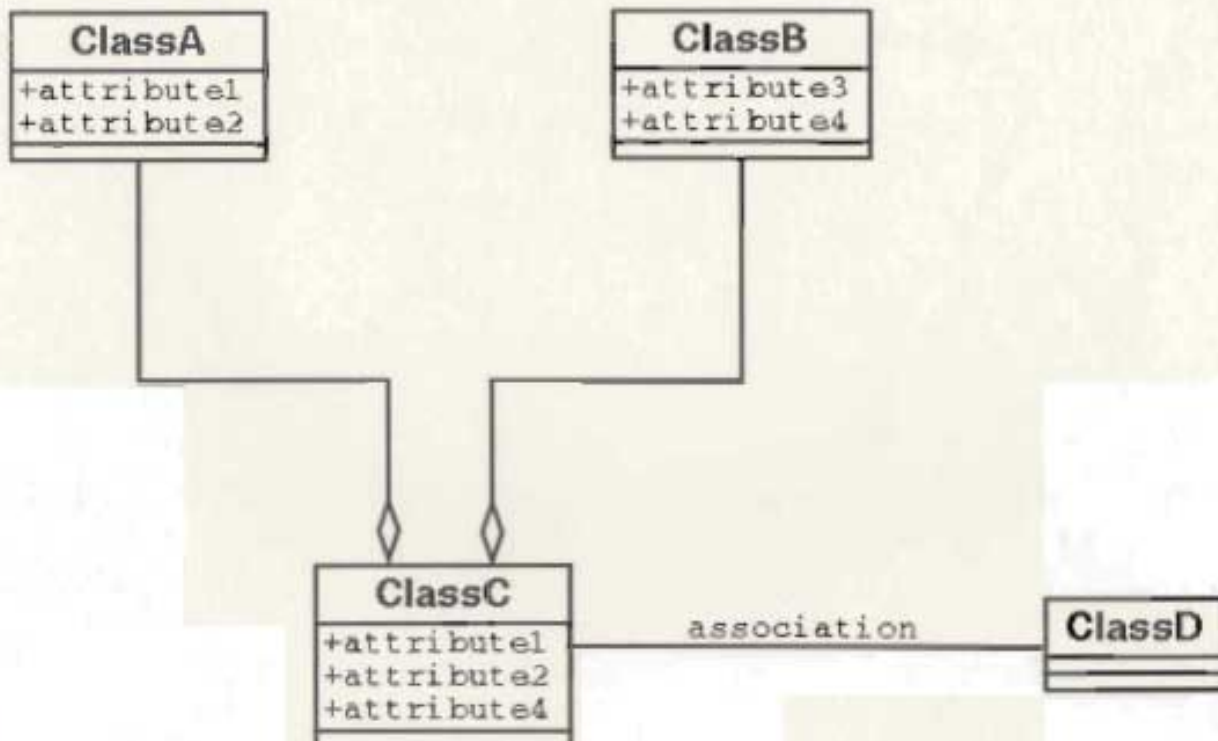 ClassA
+attribute1
+attribute2
ClassB
+attribute3
+attribute4
ClassC
+attribute1
+attribute2
+attribute4
association
ClassD